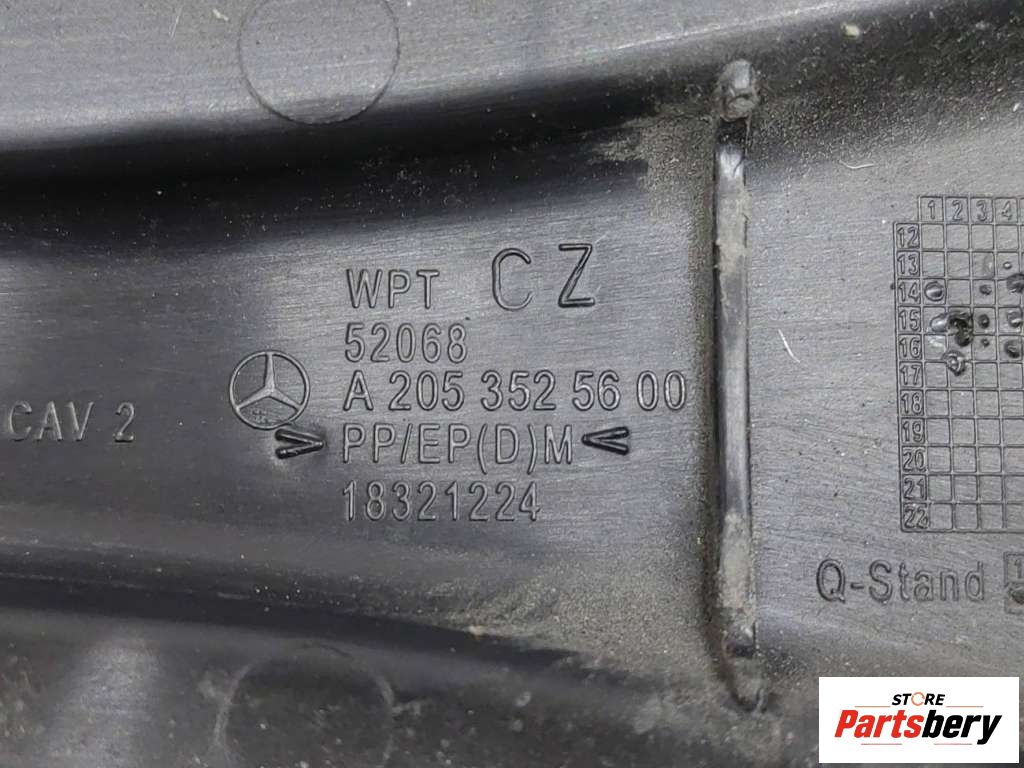 WPT CZ
52068
A 205 352 56 00
>PP/EP(D)M<
18321224
CAV 2
1 2 3 4
12
13
14
15
16
17
18
19
20
21
22
Q-Stand 1
STORE
Partsbery